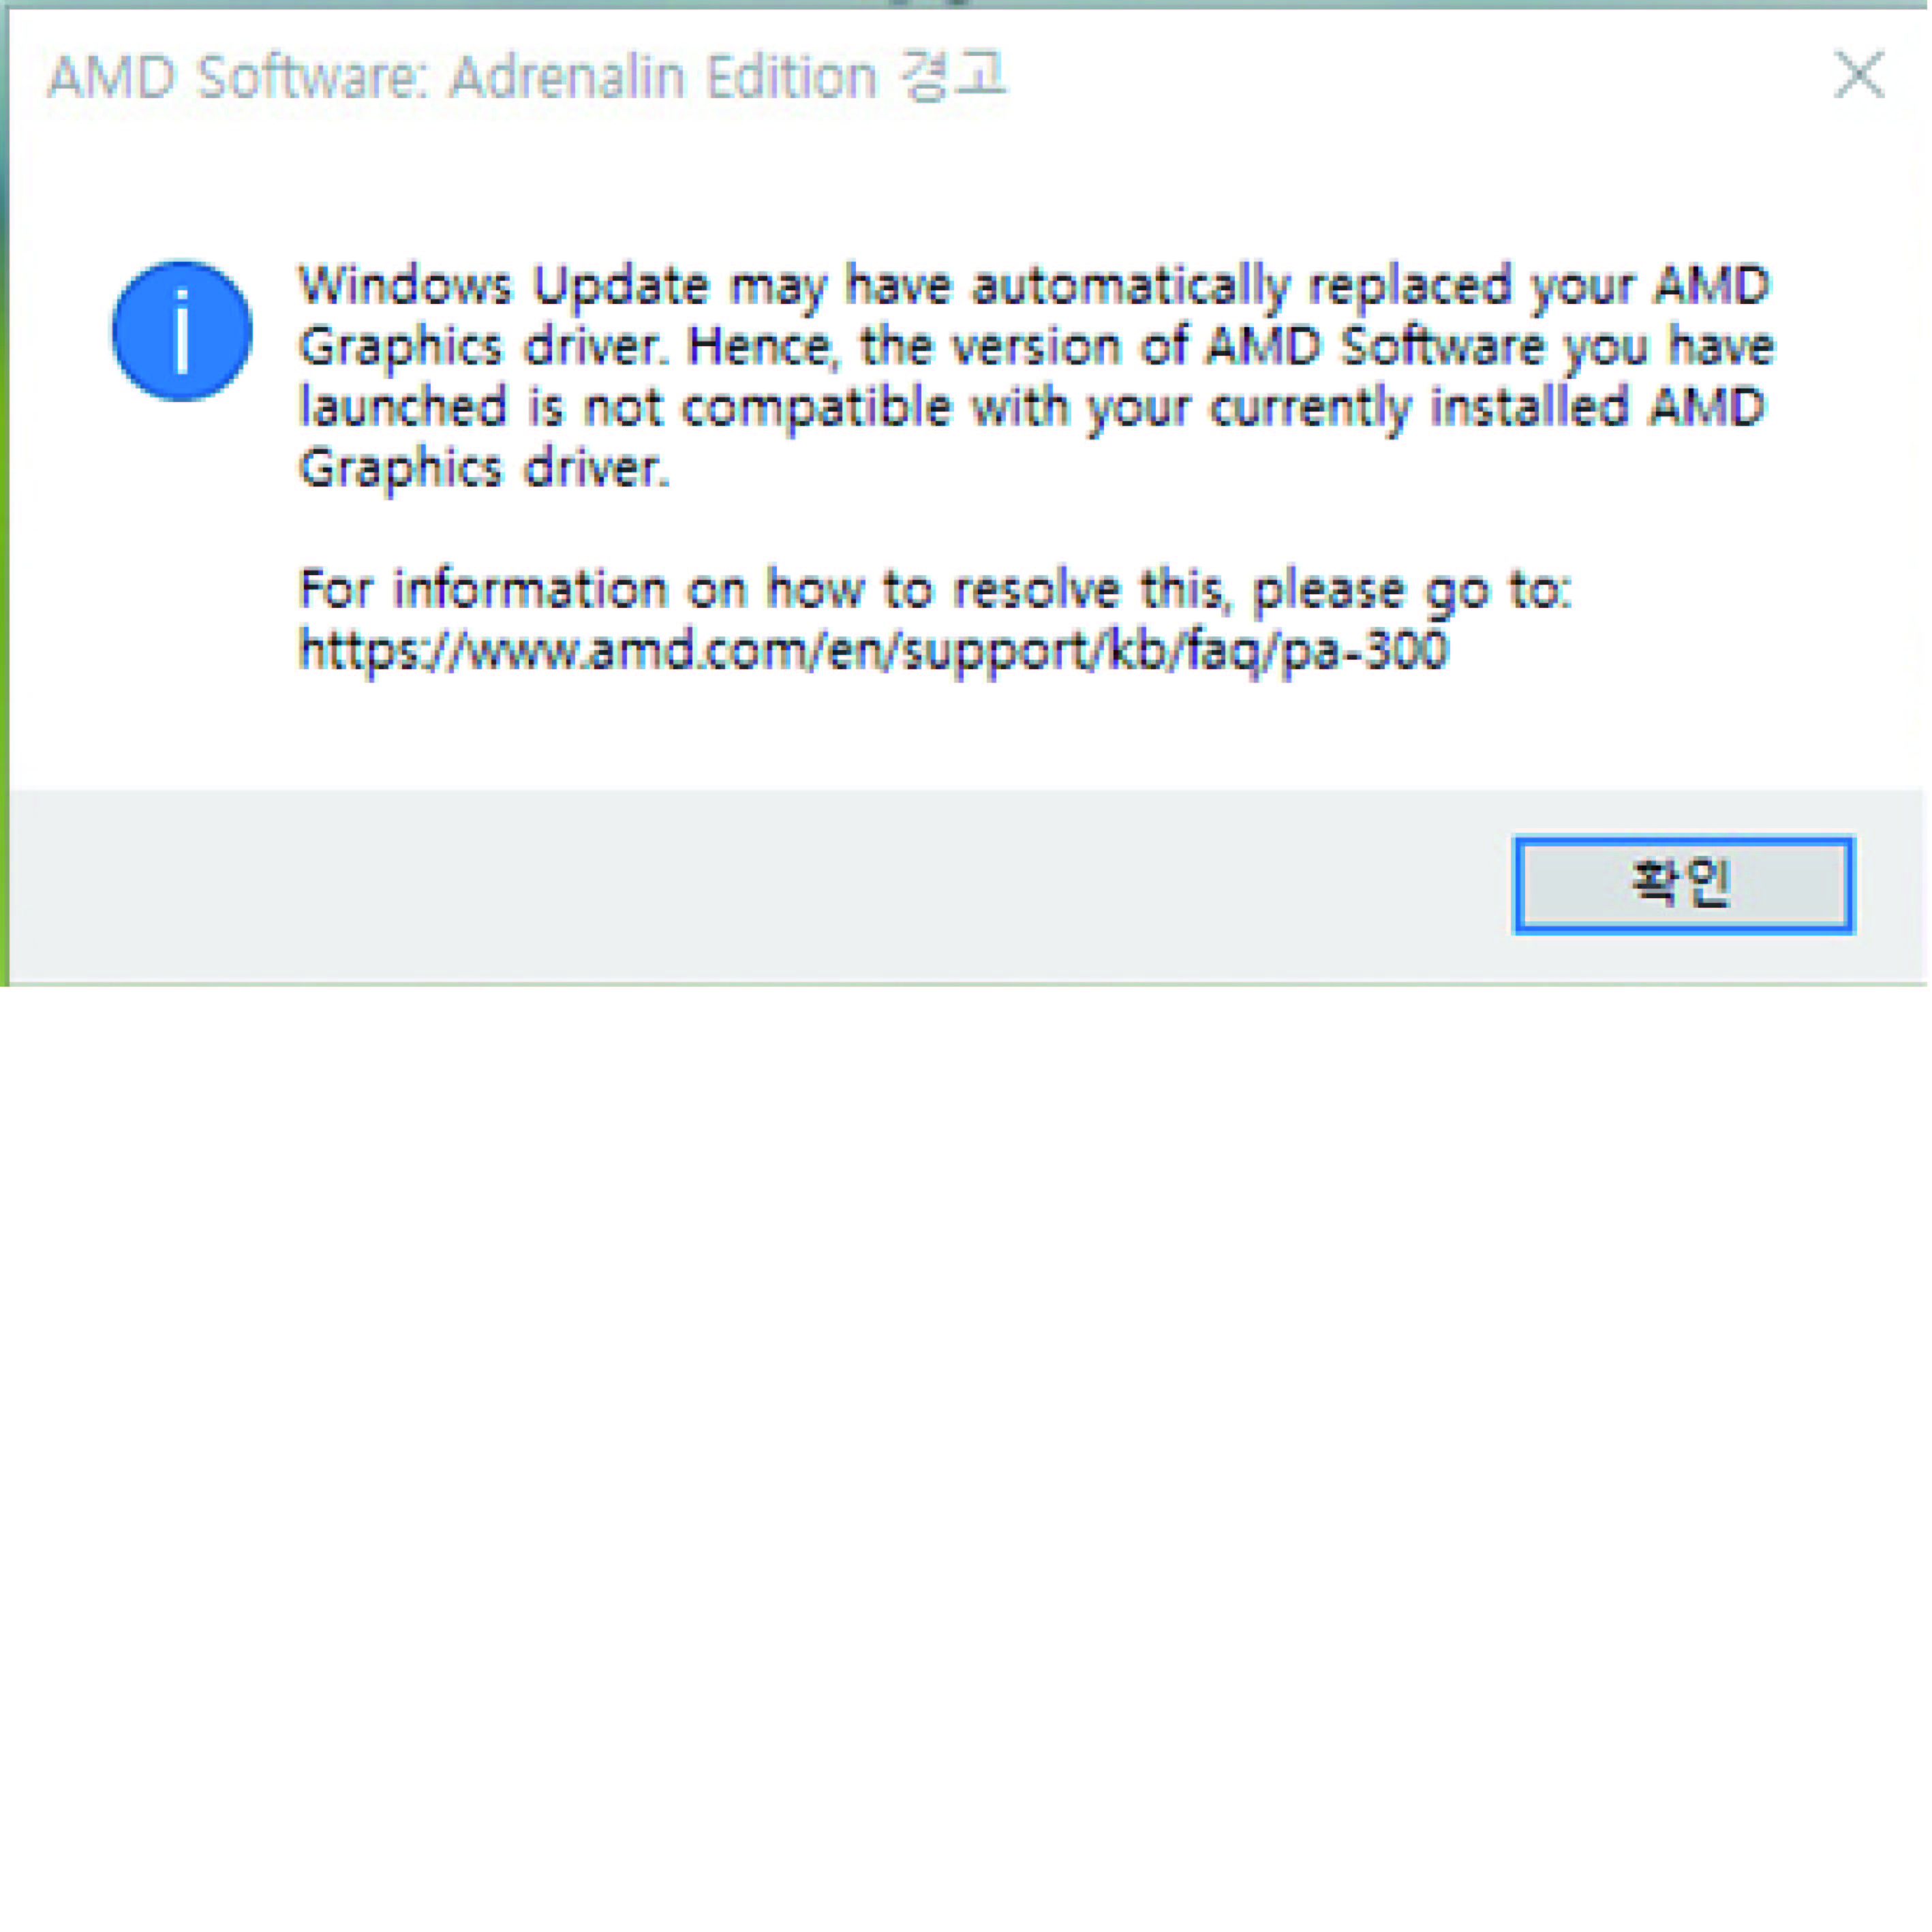 AMD Software: Adrenalin Edition 경고
Windows Update may have automatically replaced your AMD
Graphics driver. Hence, the version of AMD Software you have
launched is not compatible with your currently installed AMD
Graphics driver.
For information on how to resolve this, please go to:
https://www.amd.com/en/support/kb/faq/pa-300
확인